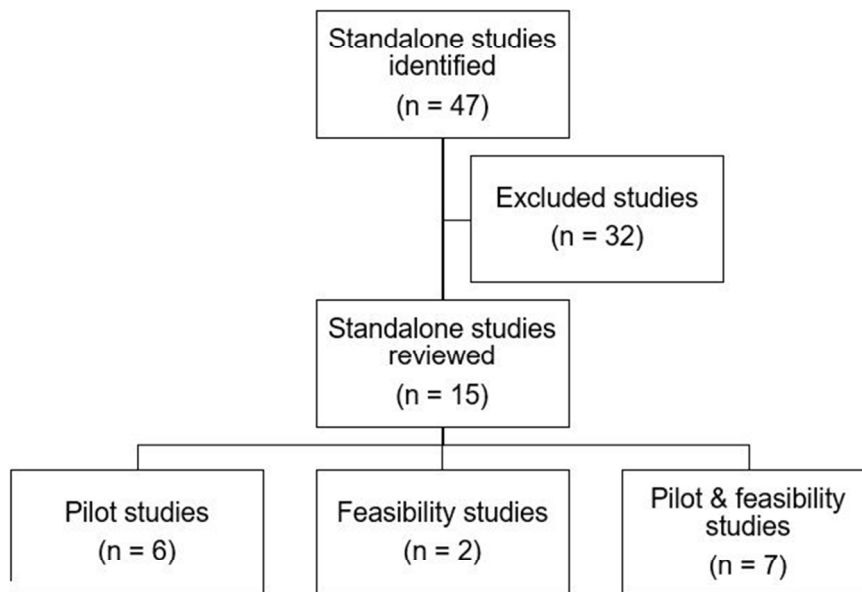 Standalone studies
identified
(n = 47)
Excluded studies
(n = 32)
Standalone studies
reviewed
(n = 15)
Pilot studies
(n = 6)
Feasibility studies
(n = 2)
Pilot & feasibility
studies
(n = 7)